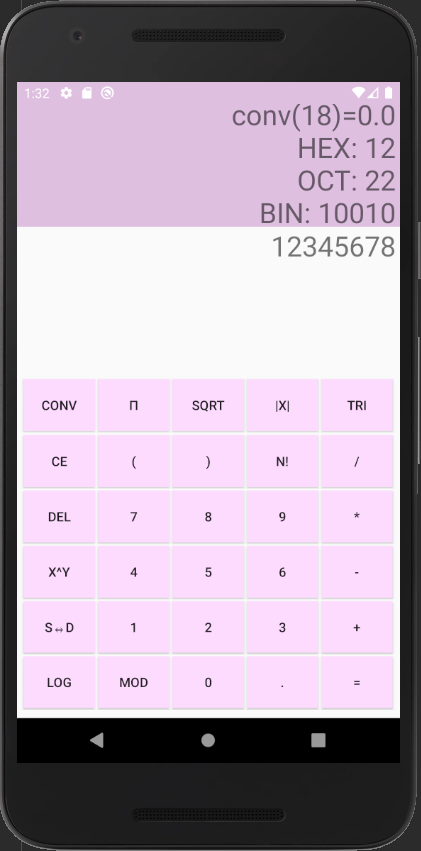 1:32
conv(18)=0.0
HEX: 12
OCT: 22
BIN: 10010
12345678
CONV Π SQRT |X| TRI
CE ( ) N! /
DEL 7 8 9 *
X^Y 4 5 6 -
S↔D 1 2 3 +
LOG MOD 0 . =